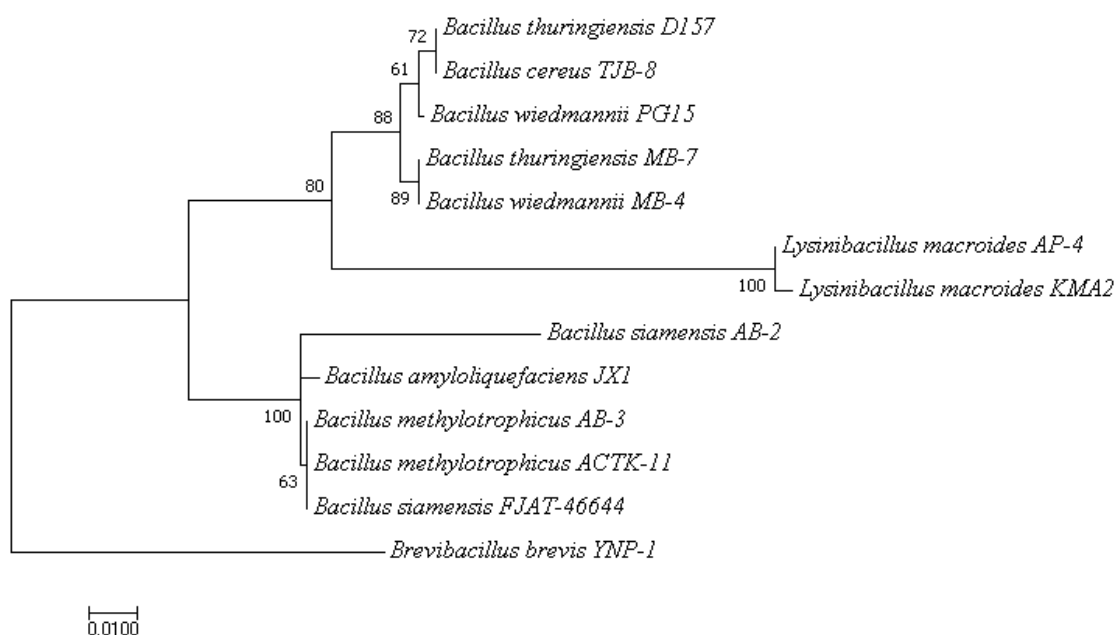 72
Bacillus thuringiensis D157
61
Bacillus cereus TJB-8
88
Bacillus wiedmannii PG15
Bacillus thuringiensis MB-7
80
89
Bacillus wiedmannii MB-4
Lysinibacillus macroides AP-4
100
Lysinibacillus macroides KMA2
Bacillus siamensis AB-2
Bacillus amyloliquefaciens JX1
100
Bacillus methylotrophicus AB-3
Bacillus methylotrophicus ACTK-11
63
Bacillus siamensis FJAT-46644
Brevibacillus brevis YNP-1
0.0100